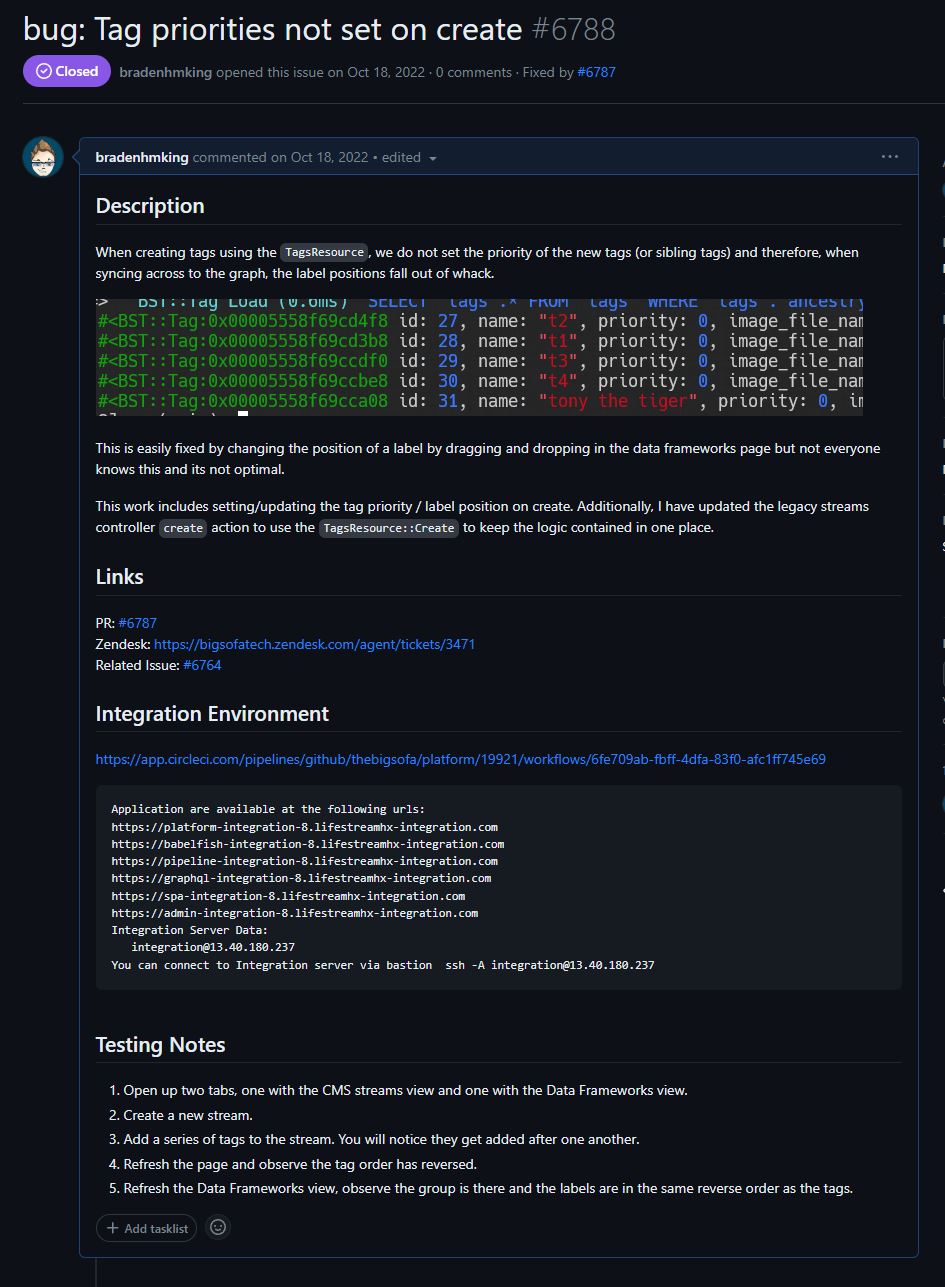 bug: Tag priorities not set on create #6788
Closed bradenhmking opened this issue on Oct 18, 2022 · 0 comments · Fixed by #6787
bradenhmking commented on Oct 18, 2022 • edited
Description
When creating tags using the TagsResource, we do not set the priority of the new tags (or sibling tags) and therefore, when
syncing across to the graph, the label positions fall out of whack.
> BST::Tag Load (0.6ms) SELECT "tags".* FROM "tags" WHERE "tags".ancestry
#<BST::Tag:0x00005558f69cd4f8 id: 27, name: "t2", priority: 0, image_file_nam
#<BST::Tag:0x00005558f69cd3b8 id: 28, name: "t1", priority: 0, image_file_nam
#<BST::Tag:0x00005558f69ccdf0 id: 29, name: "t3", priority: 0, image_file_nam
#<BST::Tag:0x00005558f69ccbe8 id: 30, name: "t4", priority: 0, image_file_nam
#<BST::Tag:0x00005558f69cca08 id: 31, name: "tony the tiger", priority: 0, im
This is easily fixed by changing the position of a label by dragging and dropping in the data frameworks page but not everyone
knows this and its not optimal.
This work includes setting/updating the tag priority / label position on create. Additionally, I have updated the legacy streams
controller create action to use the TagsResource::Create to keep the logic contained in one place.
Links
PR: #6787
Zendesk: https://bigsofatech.zendesk.com/agent/tickets/3471
Related Issue: #6764
Integration Environment
https://app.circleci.com/pipelines/github/thebigsofa/platform/19921/workflows/6fe709ab-fbff-4dfa-83f0-afc1ff745e69
Application are available at the following urls:
https://platform-integration-8.lifestreamhx-integration.com
https://babelfish-integration-8.lifestreamhx-integration.com
https://pipeline-integration-8.lifestreamhx-integration.com
https://graphql-integration-8.lifestreamhx-integration.com
https://spa-integration-8.lifestreamhx-integration.com
https://admin-integration-8.lifestreamhx-integration.com
Integration Server Data:
integration@13.40.180.237
You can connect to Integration server via bastion ssh -A integration@13.40.180.237
Testing Notes
1. Open up two tabs, one with the CMS streams view and one with the Data Frameworks view.
2. Create a new stream.
3. Add a series of tags to the stream. You will notice they get added after one another.
4. Refresh the page and observe the tag order has reversed.
5. Refresh the Data Frameworks view, observe the group is there and the labels are in the same reverse order as the tags.
Add tasklist